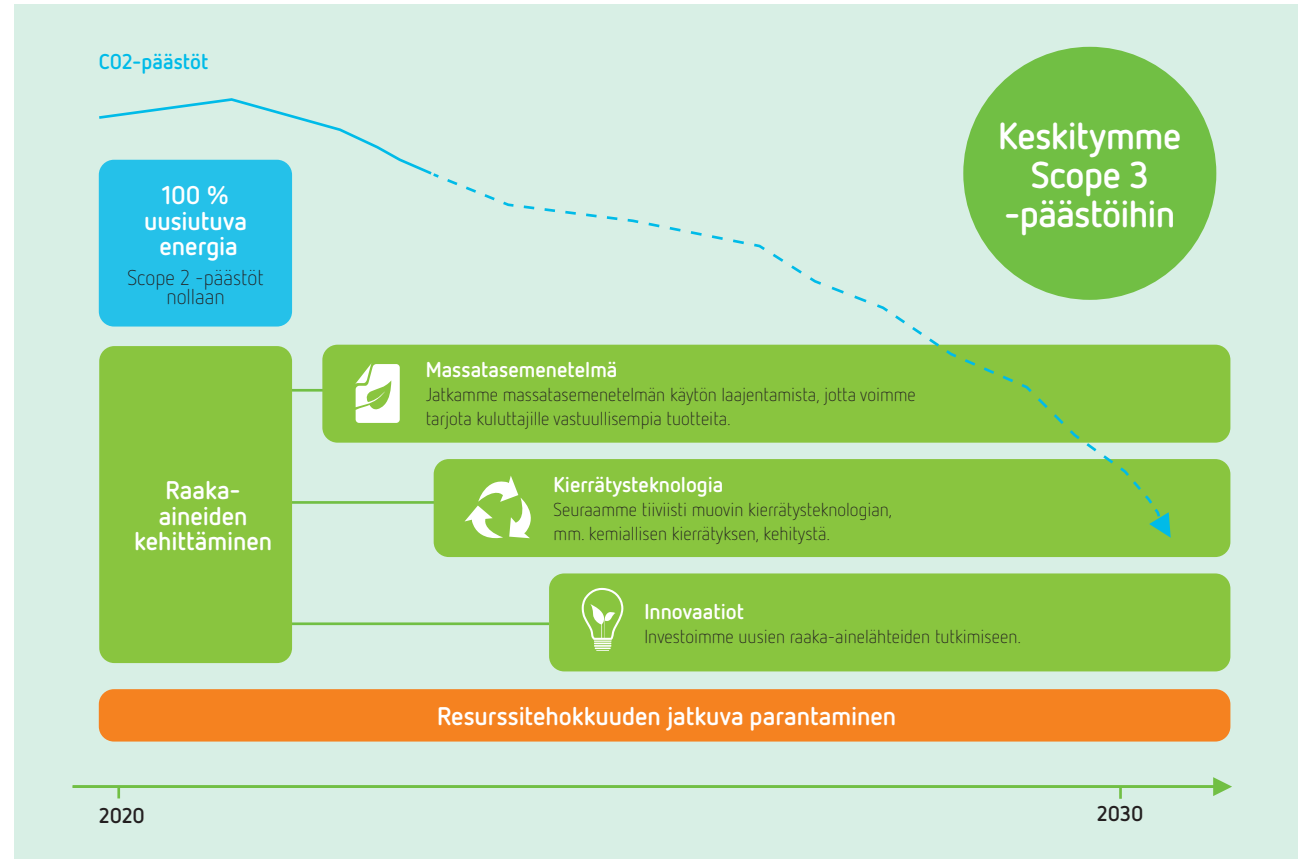 CO2-päästöt
Keskitymme
Scope 3
-päästöihin
100 %
uusiutuva
energia
Scope 2 -päästöt
nollaan
Raaka-
aineiden
kehittäminen
Massatasemenetelmä
Jatkamme massatasemenetelmän käytön laajentamista, jotta voimme
tarjota kuluttajille vastuullisempia tuotteita.
Kierrätysteknologia
Seuraamme tiiviisti muovin kierrätysteknologian,
mm. kemiallisen kierrätyksen, kehitystä.
Innovaatiot
Investoimme uusien raaka-ainelähteiden tutkimiseen.
Resurssitehokkuuden jatkuva parantaminen
2020
2030